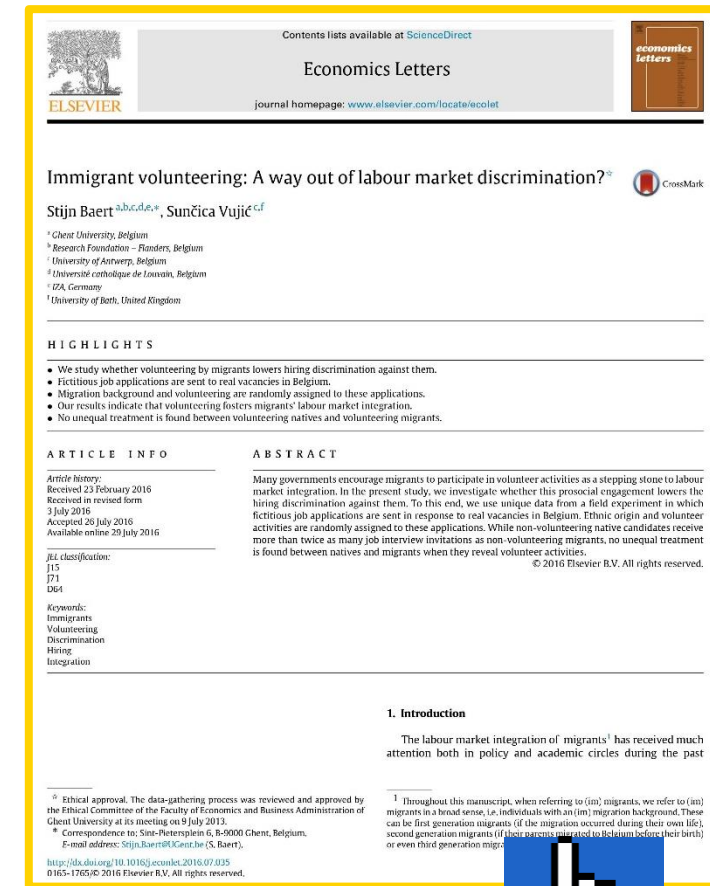 Contents lists available at ScienceDirect
Economics Letters
journal homepage: www.elsevier.com/locate/ecolet
ELSEVIER
economics
letters
Immigrant volunteering: A way out of labour market discrimination?☆
CrossMark
Stijn Baert a,b,c,d,e,*, Sunčica Vujić c,f
a Ghent University, Belgium
b Research Foundation – Flanders, Belgium
c University of Antwerp, Belgium
d Université catholique de Louvain, Belgium
e IZA, Germany
f University of Bath, United Kingdom
HIGHLIGHTS
• We study whether volunteering by migrants lowers hiring discrimination against them.
• Fictitious job applications are sent to real vacancies in Belgium.
• Migration background and volunteering are randomly assigned to these applications.
• Our results indicate that volunteering fosters migrants' labour market integration.
• No unequal treatment is found between volunteering natives and volunteering migrants.
ARTICLE INFO
Article history:
Received 23 February 2016
Received in revised form
3 July 2016
Accepted 26 July 2016
Available online 29 July 2016
JEL classification:
J15
J71
D64
Keywords:
Immigrants
Volunteering
Discrimination
Hiring
Integration
ABSTRACT
Many governments encourage migrants to participate in volunteer activities as a stepping stone to labour
market integration. In the present study, we investigate whether this prosocial engagement lowers the
hiring discrimination against them. To this end, we use unique data from a field experiment in which
fictitious job applications are sent in response to real vacancies in Belgium. Ethnic origin and volunteer
activities are randomly assigned to these applications. While non-volunteering native candidates receive
more than twice as many job interview invitations as non-volunteering migrants, no unequal treatment
is found between natives and migrants when they reveal volunteer activities.
© 2016 Elsevier B.V. All rights reserved.
1. Introduction
The labour market integration of migrants1 has received much
attention both in policy and academic circles during the past
☆ Ethical approval. The data-gathering process was reviewed and approved by
the Ethical Committee of the Faculty of Economics and Business Administration of
Ghent University at its meeting on 9 July 2013.
* Correspondence to: Sint-Pietersplein 6, B-9000 Ghent, Belgium.
E-mail address: Stijn.Baert@UGent.be (S. Baert).
http://dx.doi.org/10.1016/j.econlet.2016.07.035
0165-1765/© 2016 Elsevier B.V. All rights reserved.
1 Throughout this manuscript, when referring to (im) migrants, we refer to (im)
migrants in a broad sense, i.e. individuals with an (im) migration background. These
can be first generation migrants (if the migration occurred during their own life),
second generation migrants (if their parents migrated to Belgium before their birth)
or even third generation